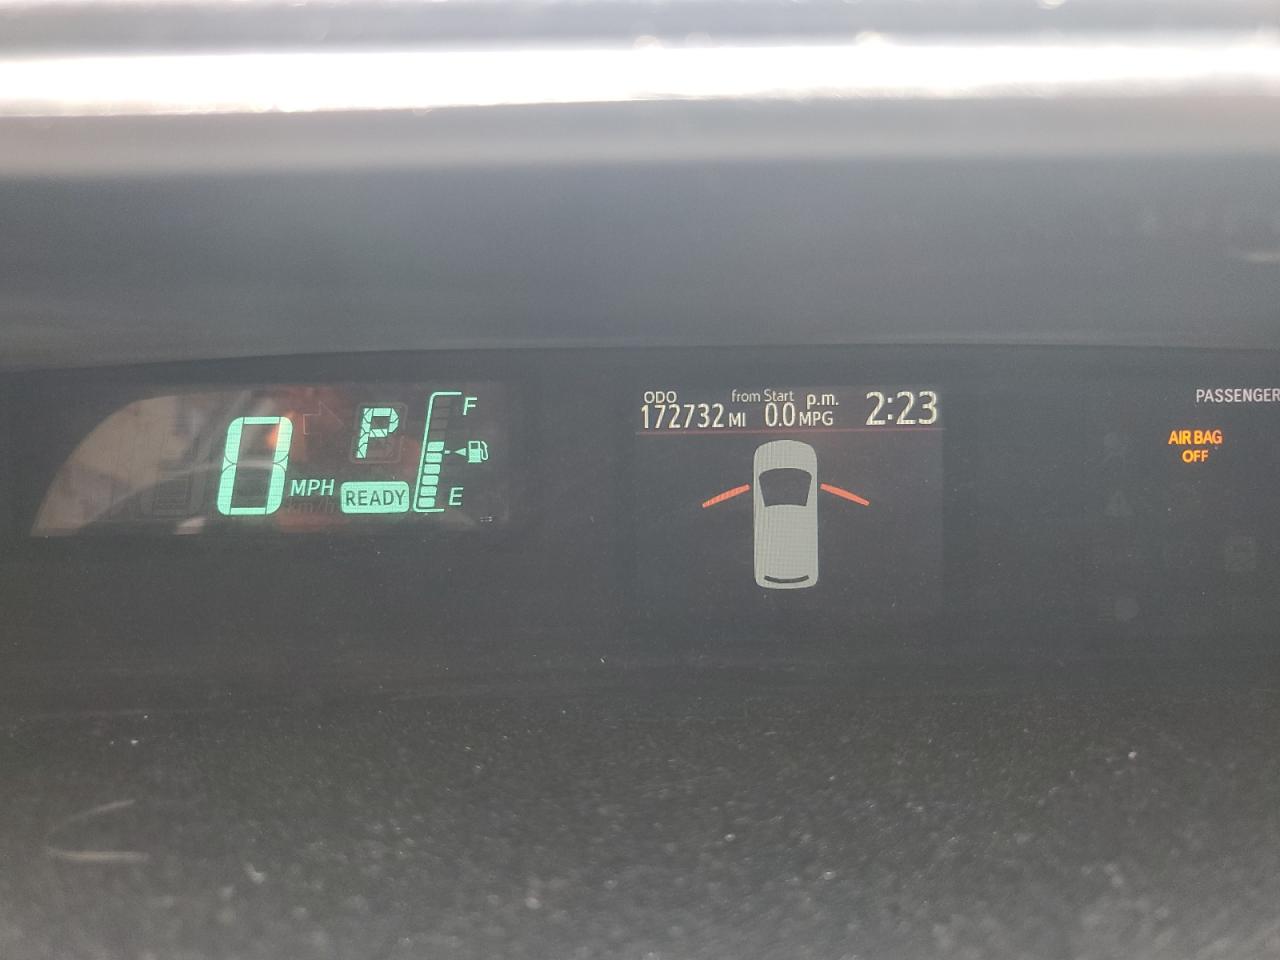 0 MPH
P
READY
F
E
ODO
172732 MI
from Start
0.0 MPG
p.m.
2:23
PASSENGER
AIR BAG
OFF